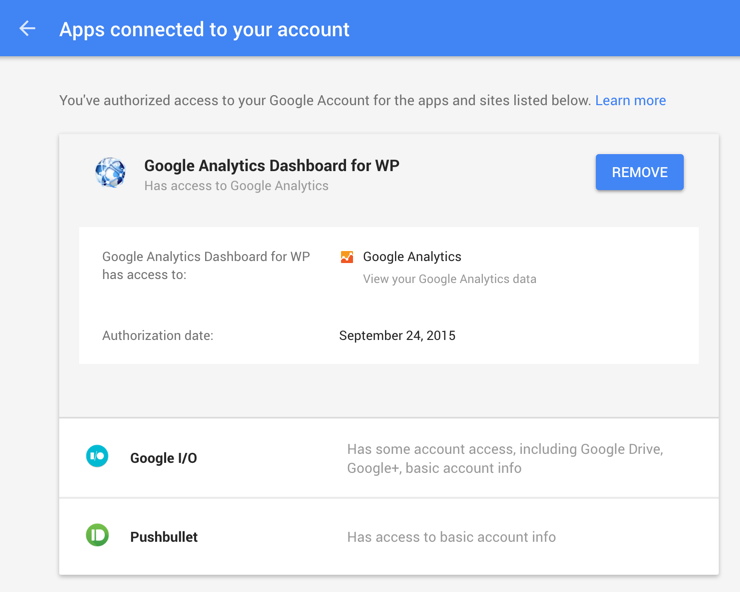 Apps connected to your account
You've authorized access to your Google Account for the apps and sites listed below. Learn more
Google Analytics Dashboard for WP
Has access to Google Analytics
REMOVE
Google Analytics Dashboard for WP
has access to:
Google Analytics
View your Google Analytics data
Authorization date:
September 24, 2015
I/O
Google I/O
Has some account access, including Google Drive,
Google+, basic account info
Pushbullet
Has access to basic account info